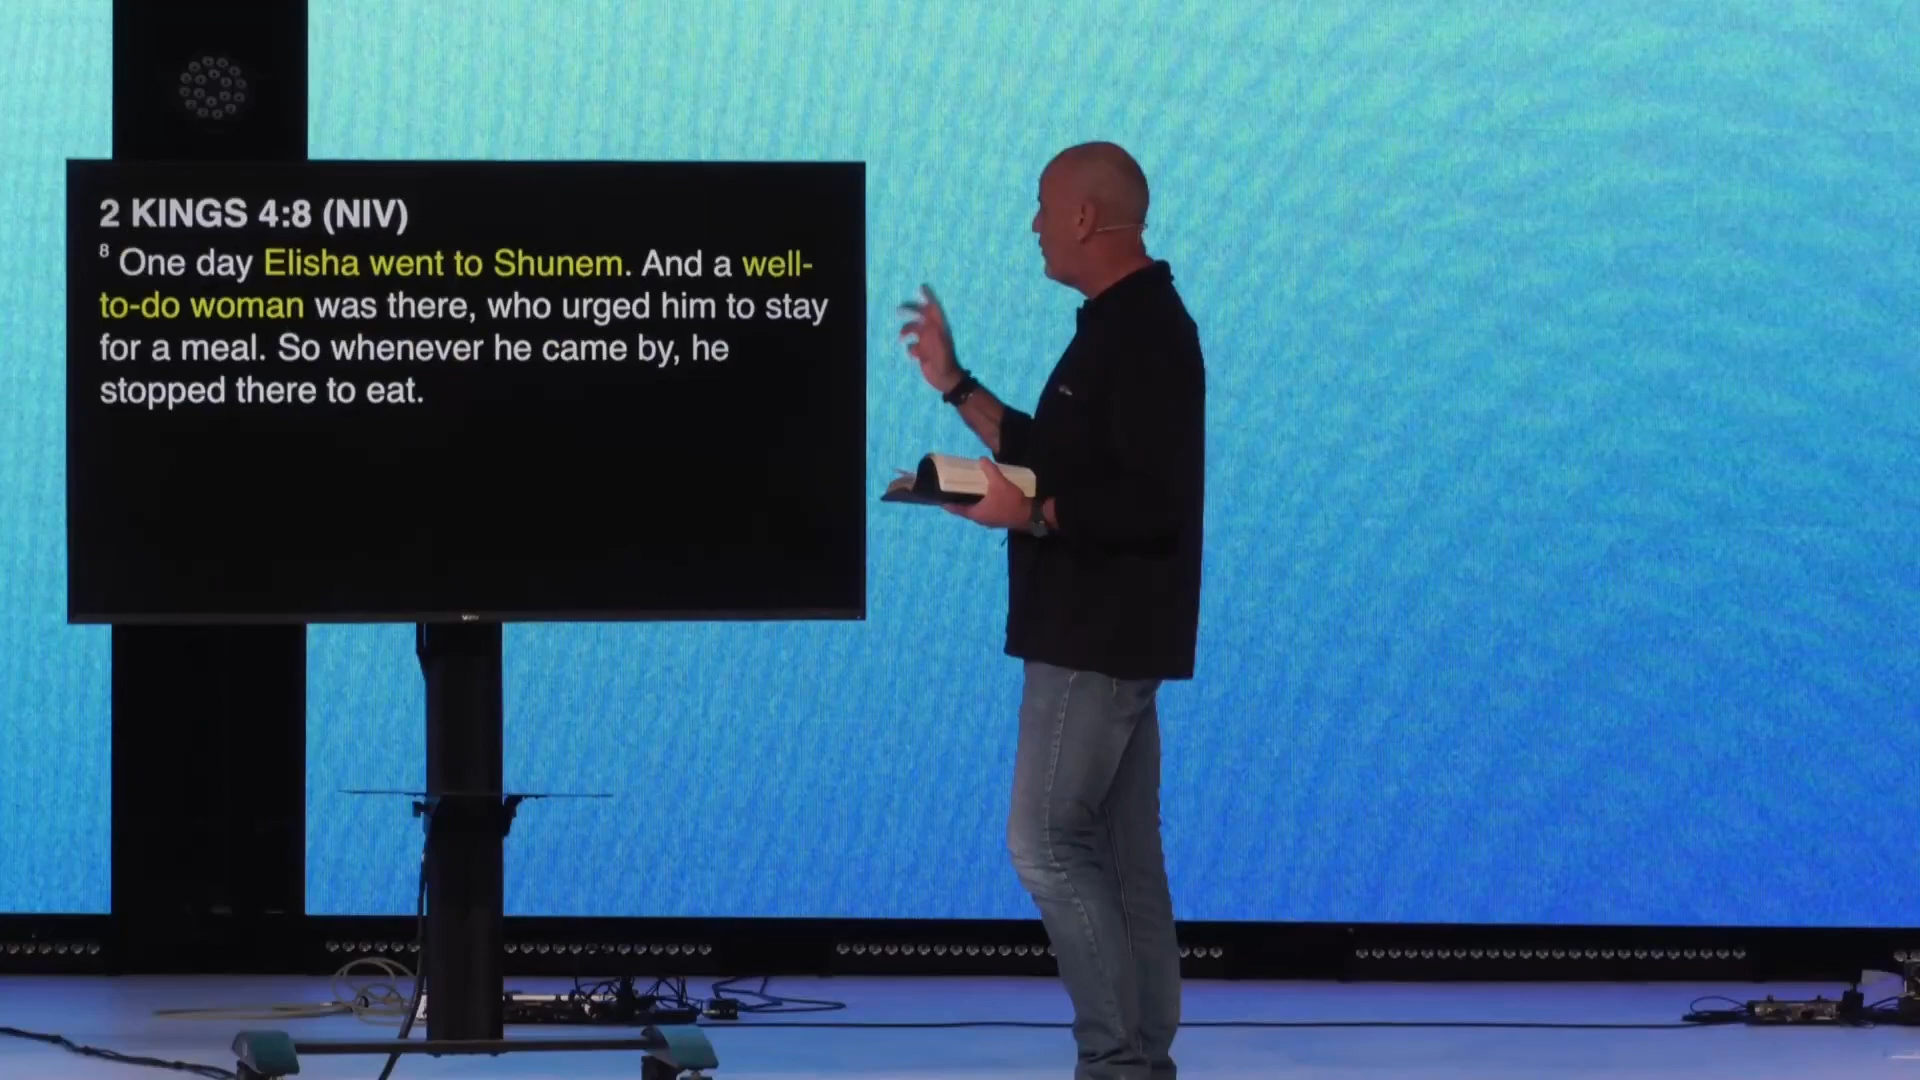 2 KINGS 4:8 (NIV)
8 One day Elisha went to Shunem. And a well-
to-do woman was there, who urged him to stay
for a meal. So whenever he came by, he
stopped there to eat.